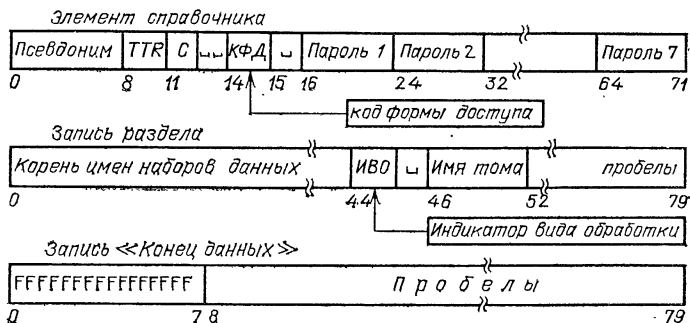 Элемент справочника
Псевдоним TTR С ␣␣ КФД ␣ Пароль 1 Пароль 2 Пароль 7
0 8 11 14 15 16 24 32 64 71
код формы доступа
Запись раздела
Корень имен наборов данных ИВО ␣ Имя тома пробелы
0 44 46 52 79
Индикатор вида обработки
Запись «Конец данных»
FFFFFFFFFFFFFFFF Пробелы
0 7 8 79